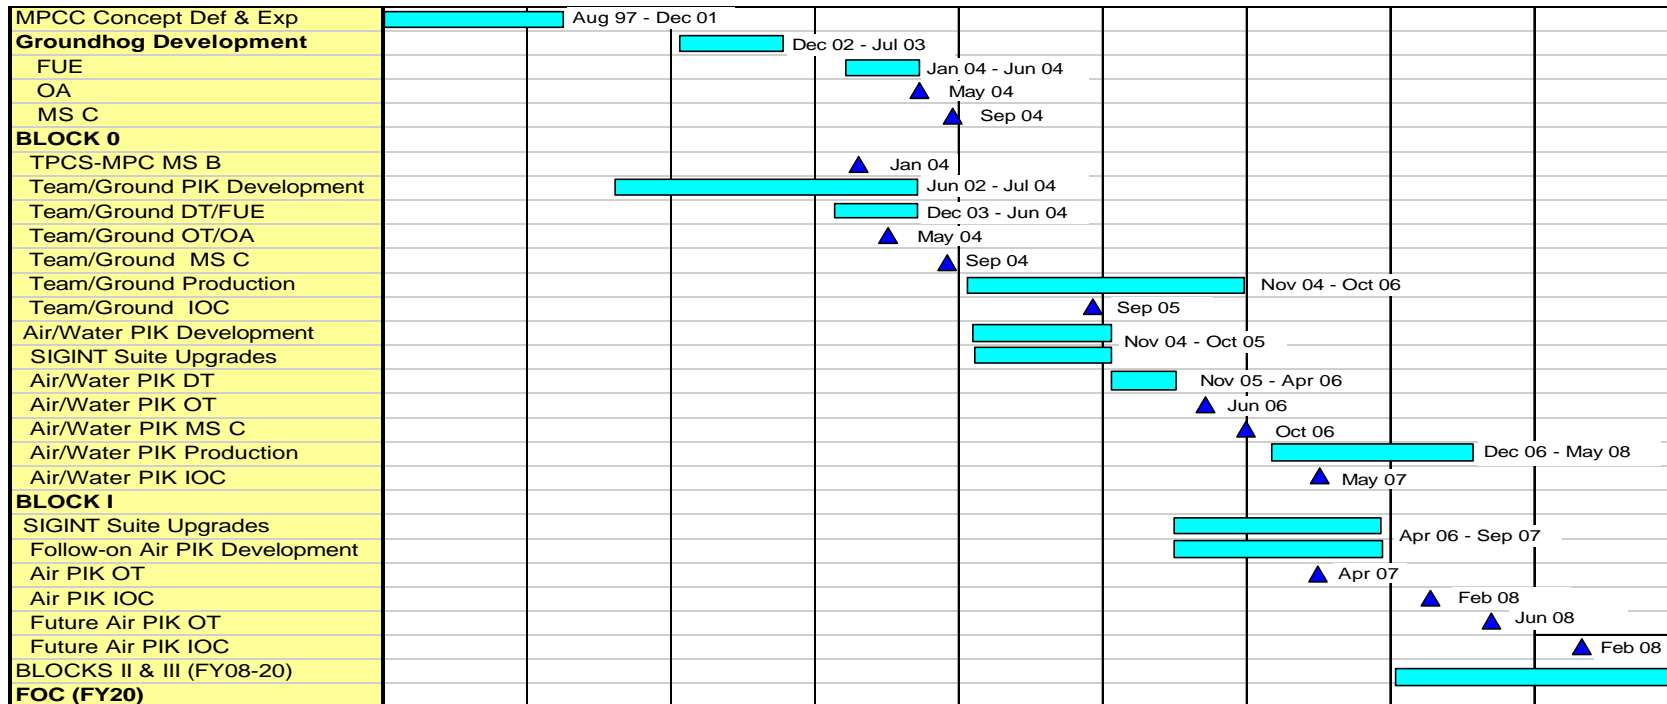 MPCC Concept Def & Exp Aug 97 - Dec 01
Groundhog Development Dec 02 - Jul 03
FUE Jan 04 - Jun 04
OA May 04
MS C Sep 04
BLOCK 0
TPCS-MPC MS B Jan 04
Team/Ground PIK Development Jun 02 - Jul 04
Team/Ground DT/FUE Dec 03 - Jun 04
Team/Ground OT/OA May 04
Team/Ground MS C Sep 04
Team/Ground Production Nov 04 - Oct 06
Team/Ground IOC Sep 05
Air/Water PIK Development
Nov 04 - Oct 05
SIGINT Suite Upgrades
Air/Water PIK DT Nov 05 - Apr 06
Air/Water PIK OT Jun 06
Air/Water PIK MS C Oct 06
Air/Water PIK Production Dec 06 - May 08
Air/Water PIK IOC May 07
BLOCK I
SIGINT Suite Upgrades
Apr 06 - Sep 07
Follow-on Air PIK Development
Air PIK OT Apr 07
Air PIK IOC Feb 08
Future Air PIK OT Jun 08
Future Air PIK IOC Feb 08
BLOCKS II & III (FY08-20)
FOC (FY20)